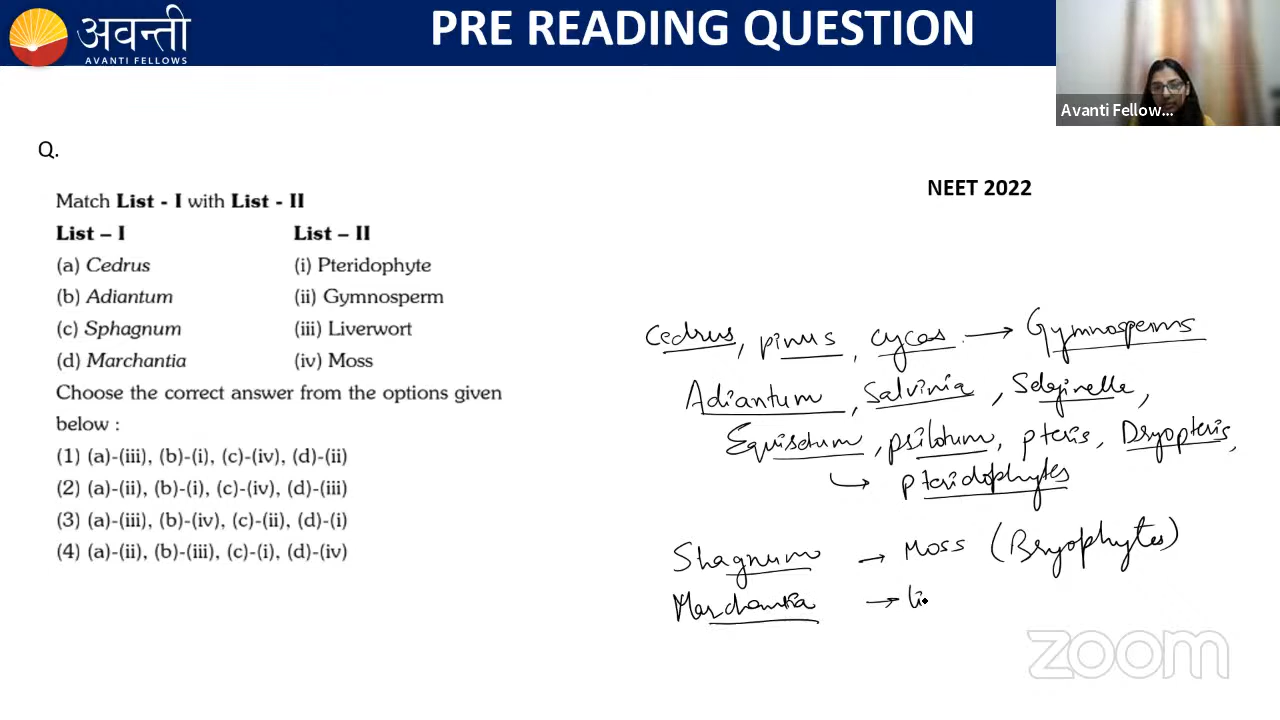 अवन्ती
AVANTI FELLOWS
PRE READING QUESTION
Avanti Fellow...
Q.
NEET 2022
Match List - I with List - II
List – I List – II
(a) Cedrus (i) Pteridophyte
(b) Adiantum (ii) Gymnosperm
(c) Sphagnum (iii) Liverwort
(d) Marchantia (iv) Moss
Choose the correct answer from the options given
below :
(1) (a)-(iii), (b)-(i), (c)-(iv), (d)-(ii)
(2) (a)-(ii), (b)-(i), (c)-(iv), (d)-(iii)
(3) (a)-(iii), (b)-(iv), (c)-(ii), (d)-(i)
(4) (a)-(ii), (b)-(iii), (c)-(i), (d)-(iv)
Cedrus, pinus, cycas → Gymnosperms
Adiantum, Salvinia, Selaginella,
Equisetum, psilotum, pteris, Dryopteris,
↳ pteridophytes
Shagnum → Moss (Bryophytes)
Marchantia → li
zoom